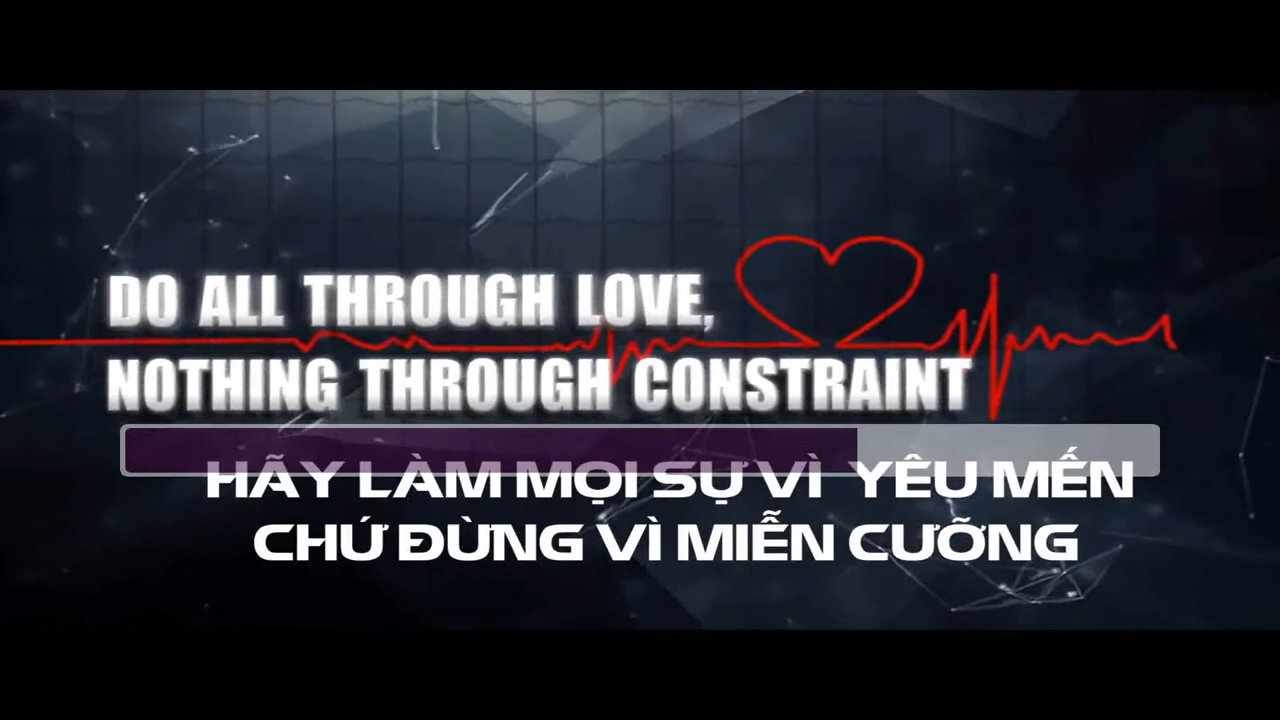 DO ALL THROUGH LOVE,
NOTHING THROUGH CONSTRAINT
HÃY LÀM MỌI SỰ VÌ YÊU MẾN
CHỨ ĐỪNG VÌ MIỄN CƯỠNG